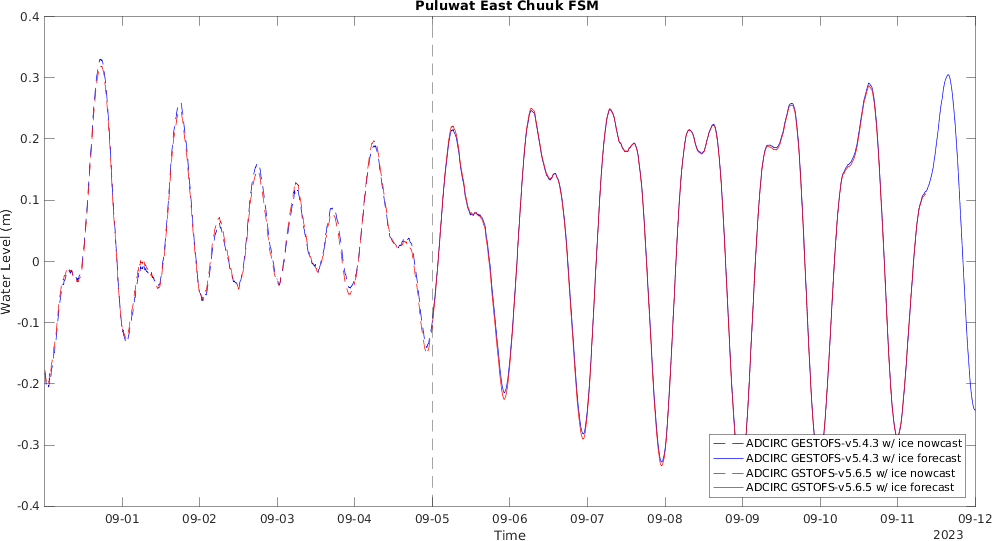 Puluwat East Chuuk FSM
0.4
0.3
0.2
0.1
0
-0.1
-0.2
-0.3
-0.4
Water Level (m)
ADCIRC GESTOFS-v5.4.3 w/ ice nowcast
ADCIRC GESTOFS-v5.4.3 w/ ice forecast
ADCIRC GSTOFS-v5.6.5 w/ ice nowcast
ADCIRC GSTOFS-v5.6.5 w/ ice forecast
09-01 09-02 09-03 09-04 09-05 09-06 09-07 09-08 09-09 09-10 09-11 09-12
Time
2023